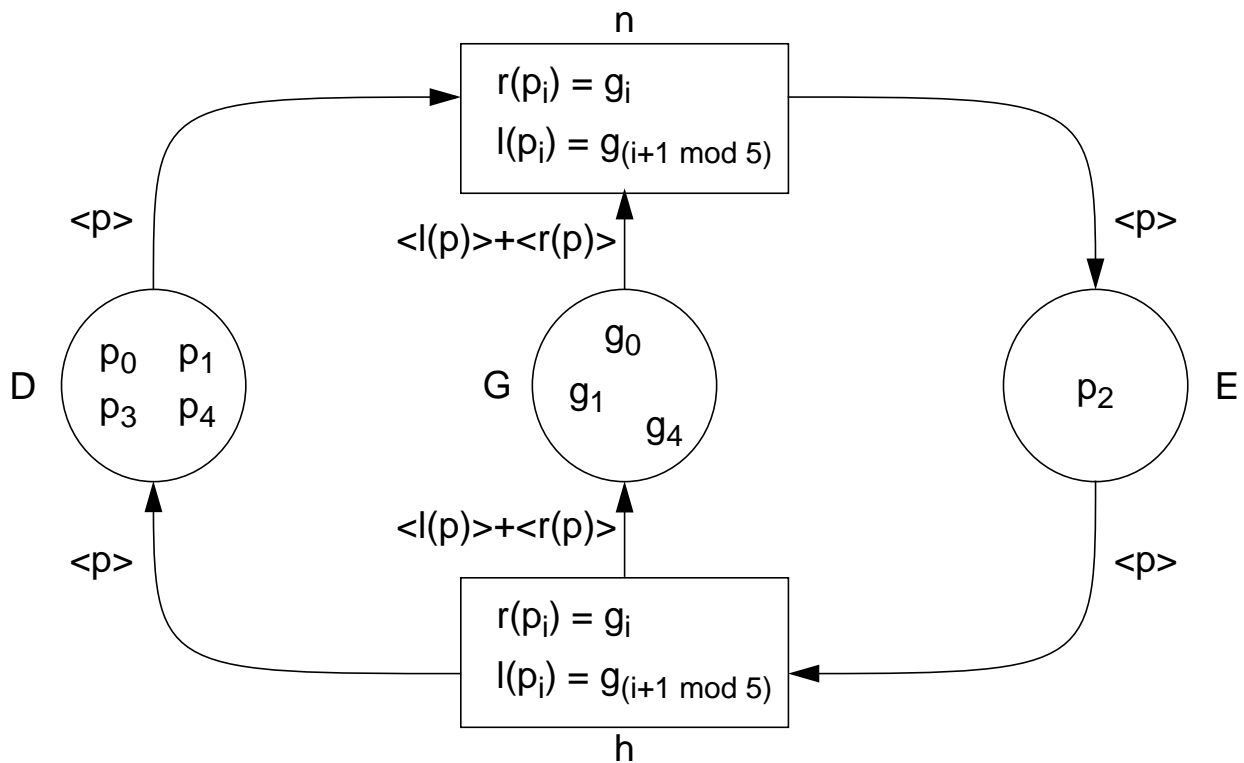 n
r(pᵢ) = gᵢ
l(pᵢ) = g₍ᵢ₊₁ ₘₒd ₅₎
<p>
<l(p)>+<r(p)>
<p>
D
p₀ p₁
p₃ p₄
G
g₀
g₁
g₄
p₂
E
<p>
<l(p)>+<r(p)>
<p>
r(pᵢ) = gᵢ
l(pᵢ) = g₍ᵢ₊₁ ₘₒd ₅₎
h